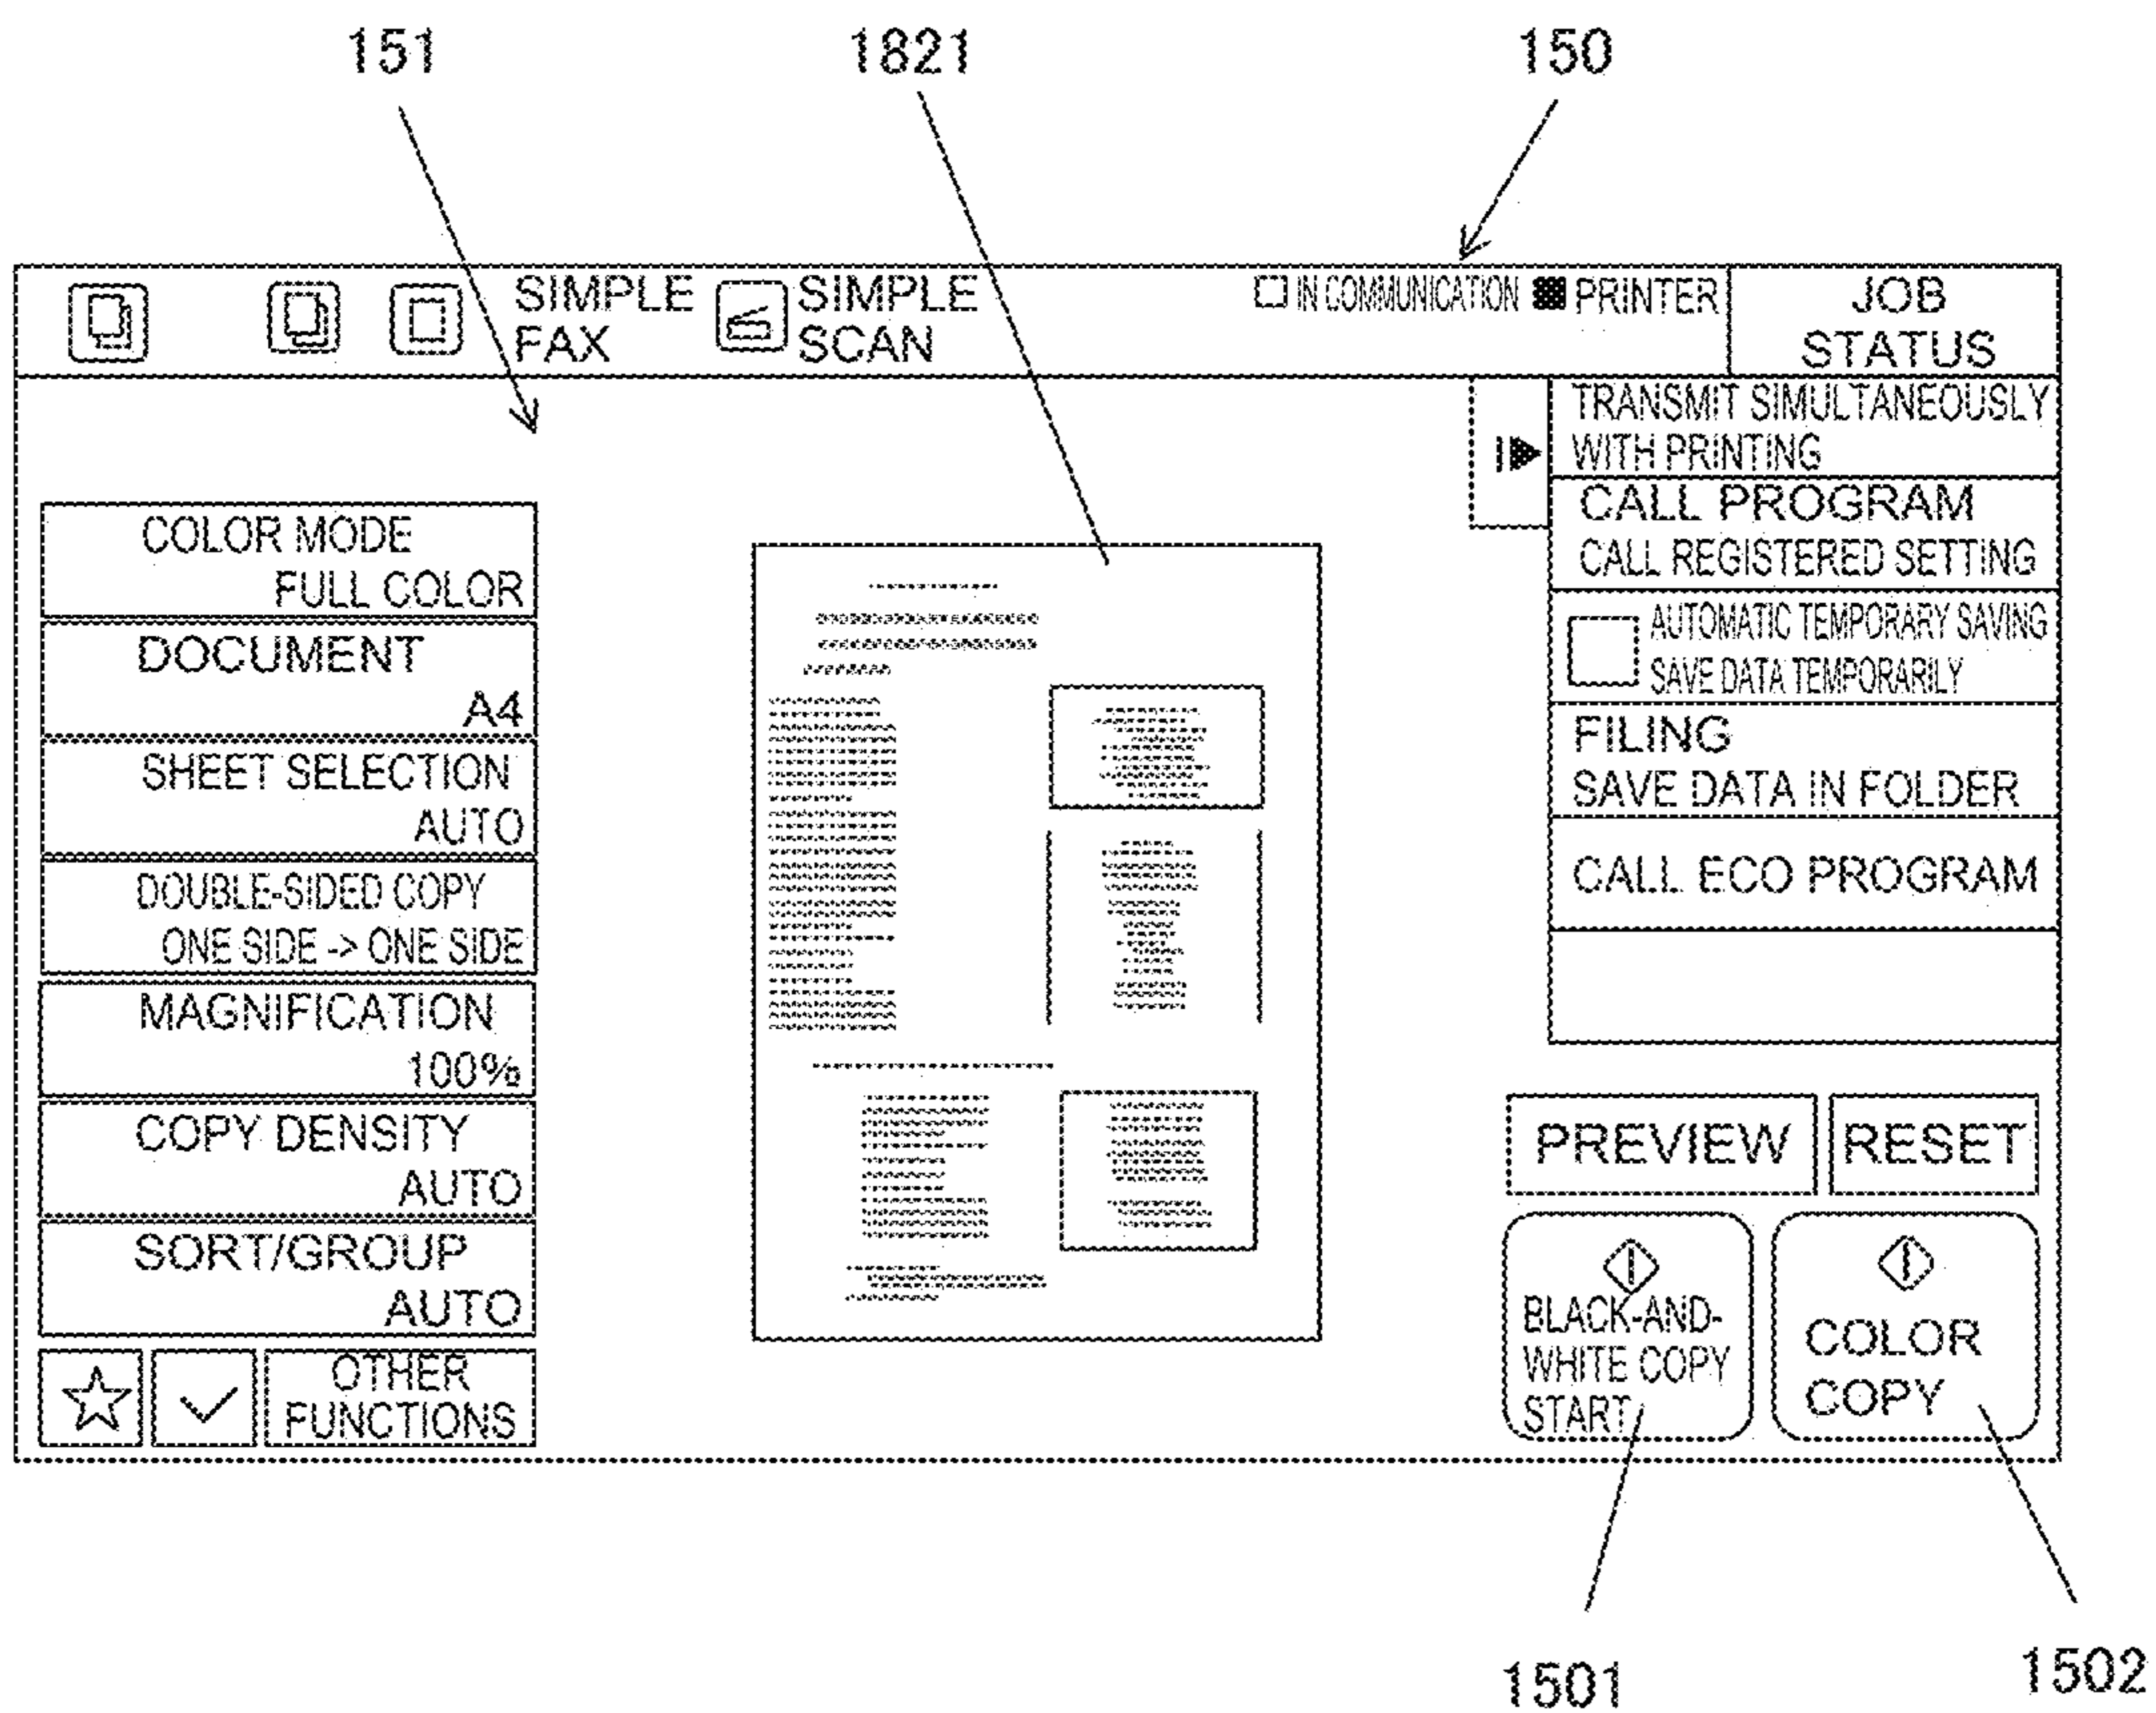 151
1821
150
SIMPLE
FAX
SIMPLE
SCAN
IN COMMUNICATION
PRINTER
JOB
STATUS
COLOR MODE
FULL COLOR
DOCUMENT
A4
SHEET SELECTION
AUTO
DOUBLE-SIDED COPY
ONE SIDE -> ONE SIDE
MAGNIFICATION
100%
COPY DENSITY
AUTO
SORT/GROUP
AUTO
OTHER
FUNCTIONS
TRANSMIT SIMULTANEOUSLY
WITH PRINTING
CALL PROGRAM
CALL REGISTERED SETTING
AUTOMATIC TEMPORARY SAVING
SAVE DATA TEMPORARILY
FILING
SAVE DATA IN FOLDER
CALL ECO PROGRAM
PREVIEW
RESET
BLACK-AND-
WHITE COPY
START
COLOR
COPY
1501
1502